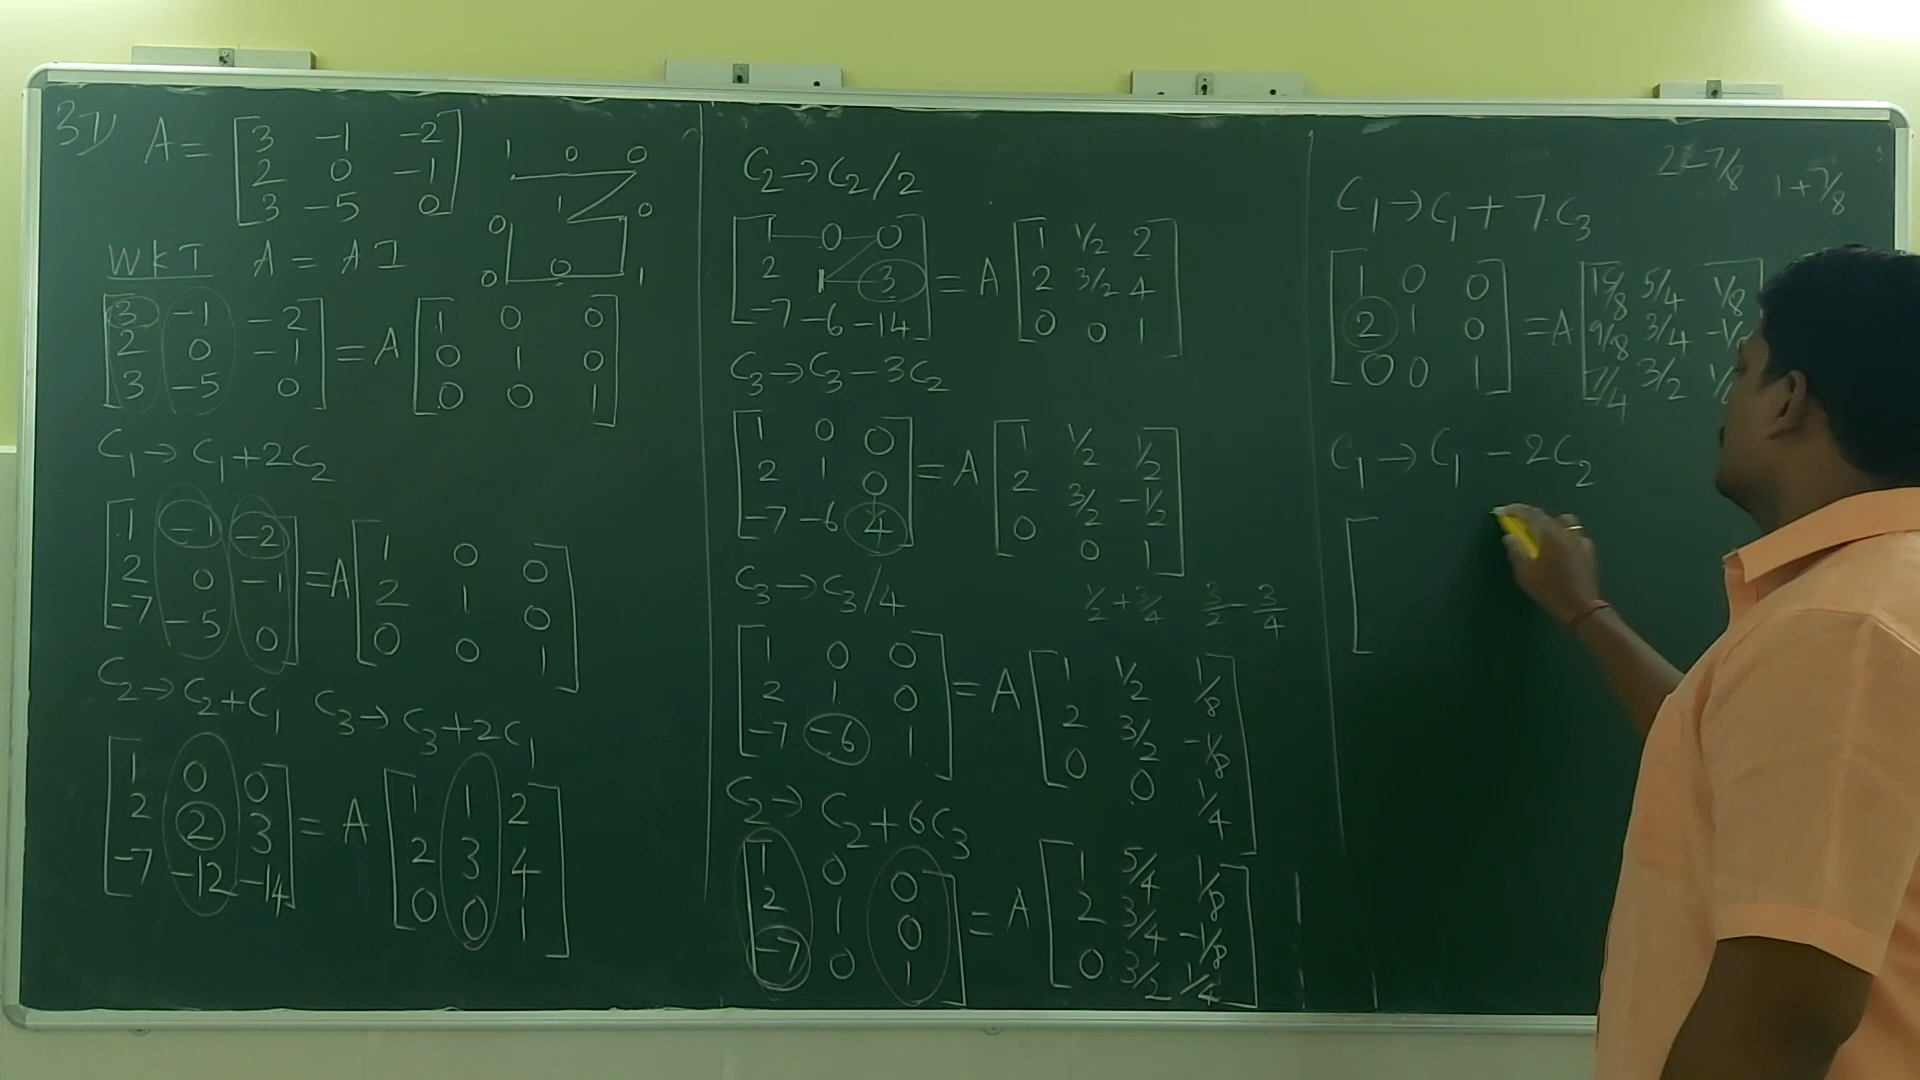 3)
A = [3 -1 -2
2 0 -1
3 -5 0]
1 0 0
0 1 0
0 0 1
WKT A = AI
[3 -1 -2
2 0 -1
3 -5 0] = A [1 0 0
0 1 0
0 0 1]
C₁ → C₁ + 2C₂
[1 -1 -2
2 0 -1
-7 -5 0] = A [1 0 0
2 1 0
0 0 1]
C₂ → C₂ + C₁ C₃ → C₃ + 2C₁
[1 0 0
2 2 3
-7 -12 -14] = A [1 1 2
2 3 4
0 0 1]
C₂ → C₂/2
[1 0 0
2 1 3
-7 -6 -14] = A [1 1/2 2
2 3/2 4
0 0 1]
C₃ → C₃ - 3C₂
[1 0 0
2 1 0
-7 -6 4] = A [1 1/2 1/2
2 3/2 -1/2
0 0 1]
C₃ → C₃/4
1/2 + 3/4 3/2 - 3/4
[1 0 0
2 1 0
-7 -6 1] = A [1 1/2 1/8
2 3/2 -1/8
0 0 1/4]
C₂ → C₂ + 6C₃
[1 0 0
2 1 0
-7 0 1] = A [1 5/4 1/8
2 3/4 -1/8
0 3/2 1/4]
2 - 7/8 1 + 7/8
C₁ → C₁ + 7.C₃
[1 0 0
2 1 0
0 0 1] = A [15/8 5/4 1/8
9/8 3/4
7/4 3/2
C₁ → C₁ - 2C₂
[